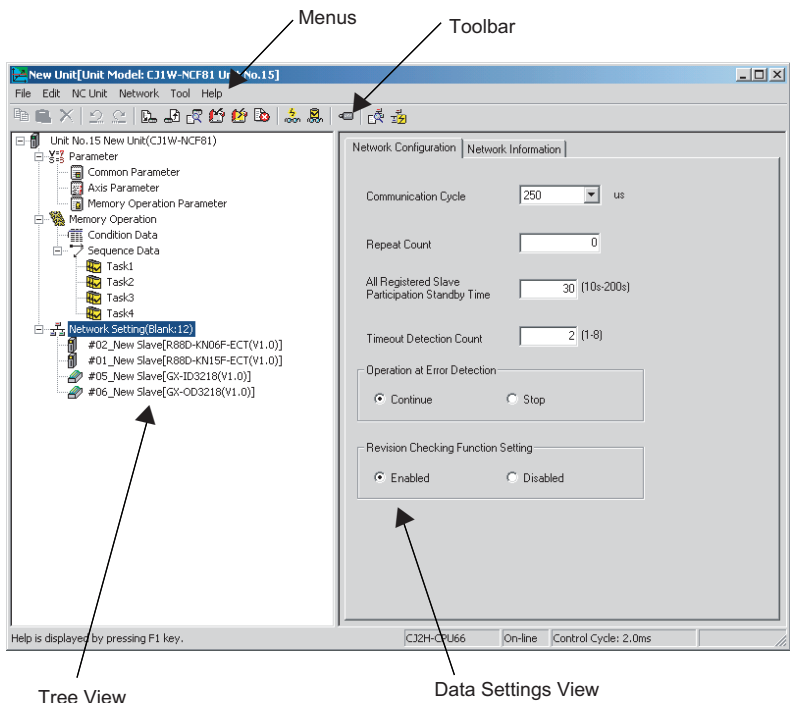 Menus
Toolbar
New Unit[Unit Model: CJ1W-NCF81 Unit No.15]
File Edit NC Unit Network Tool Help
Unit No.15 New Unit(CJ1W-NCF81)
Parameter
Common Parameter
Axis Parameter
Memory Operation Parameter
Memory Operation
Condition Data
Sequence Data
Task1
Task2
Task3
Task4
Network Setting(Blank:12)
#02_New Slave[R88D-KN06F-ECT(V1.0)]
#01_New Slave[R88D-KN15F-ECT(V1.0)]
#05_New Slave[GX-ID3218(V1.0)]
#06_New Slave[GX-OD3218(V1.0)]
Network Configuration Network Information
Communication Cycle 250 us
Repeat Count 0
All Registered Slave
Participation Standby Time 30 (10s-200s)
Timeout Detection Count 2 (1-8)
Operation at Error Detection
Continue Stop
Revision Checking Function Setting
Enabled Disabled
Help is displayed by pressing F1 key. CJ2H-CPU66 On-line Control Cycle: 2.0ms
Tree View
Data Settings View